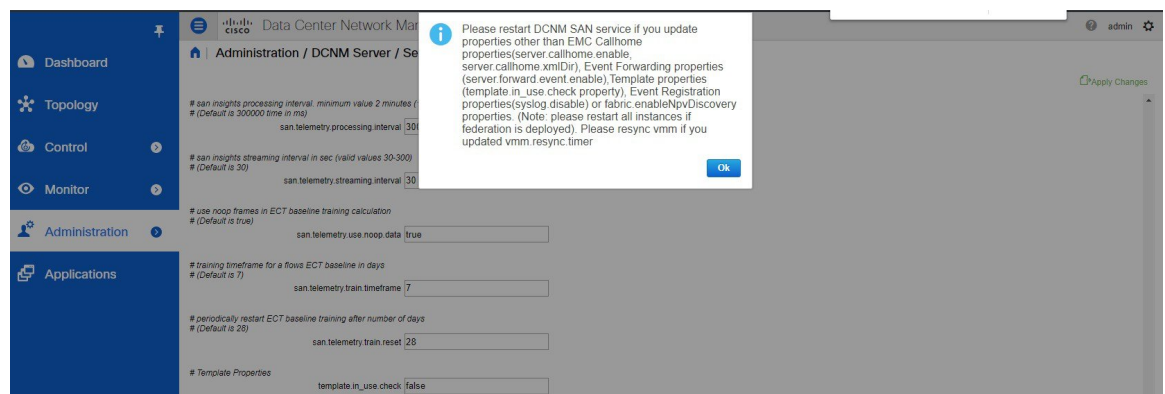 cisco Data Center Network Mar
admin
Administration / DCNM Server / Se
Apply Changes
Dashboard
Topology
Control
Monitor
Administration
Applications
Please restart DCNM SAN service if you update
properties other than EMC Callhome
properties(server.callhome.enable,
server.callhome.xmlDir), Event Forwarding properties
(server.forward.event.enable),Template properties
(template.in_use.check property), Event Registration
properties(syslog.disable) or fabric.enableNpvDiscovery
properties. (Note: please restart all instances if
federation is deployed). Please resync vmm if you
updated vmm.resync.timer
Ok
# san insights processing interval. minimum value 2 minutes (
# (Default is 300000 time in ms)
san.telemetry.processing.interval 300
# san insights streaming interval in sec (valid values 30-300)
# (Default is 30)
san.telemetry.streaming.interval 30
# use noop frames in ECT baseline training calculation
# (Default is true)
san.telemetry.use.noop.data true
# training timeframe for a flows ECT baseline in days
# (Default is 7)
san.telemetry.train.timeframe 7
# periodically restart ECT baseline training after number of days
# (Default is 28)
san.telemetry.train.reset 28
# Template Properties
template.in_use.check false